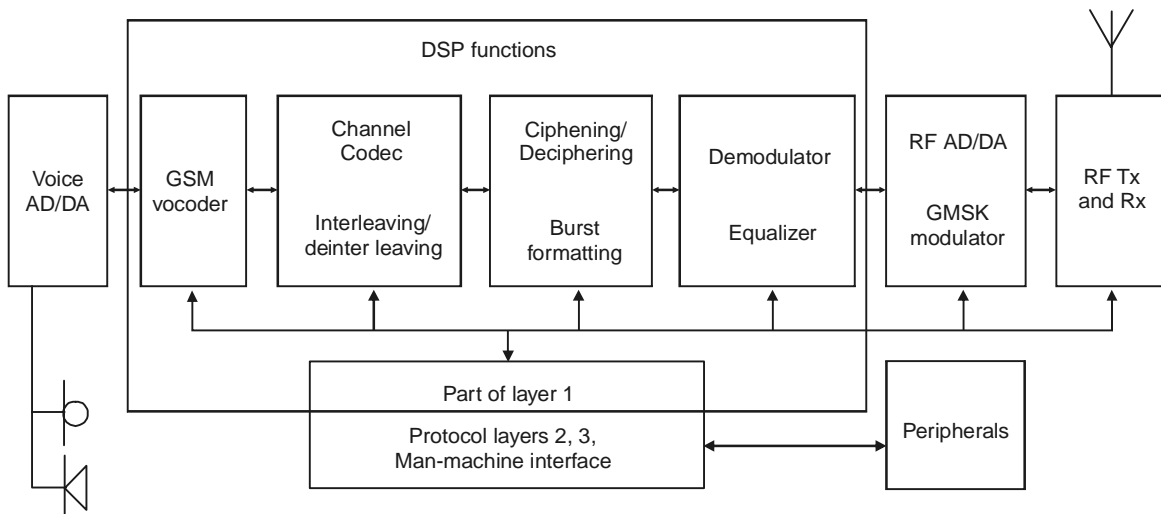 DSP functions
Voice
AD/DA
GSM
vocoder
Channel
Codec
Interleaving/
deinter leaving
Ciphening/
Deciphering
Burst
formatting
Demodulator
Equalizer
RF AD/DA
GMSK
modulator
RF Tx
and Rx
Part of layer 1
Protocol layers 2, 3,
Man-machine interface
Peripherals